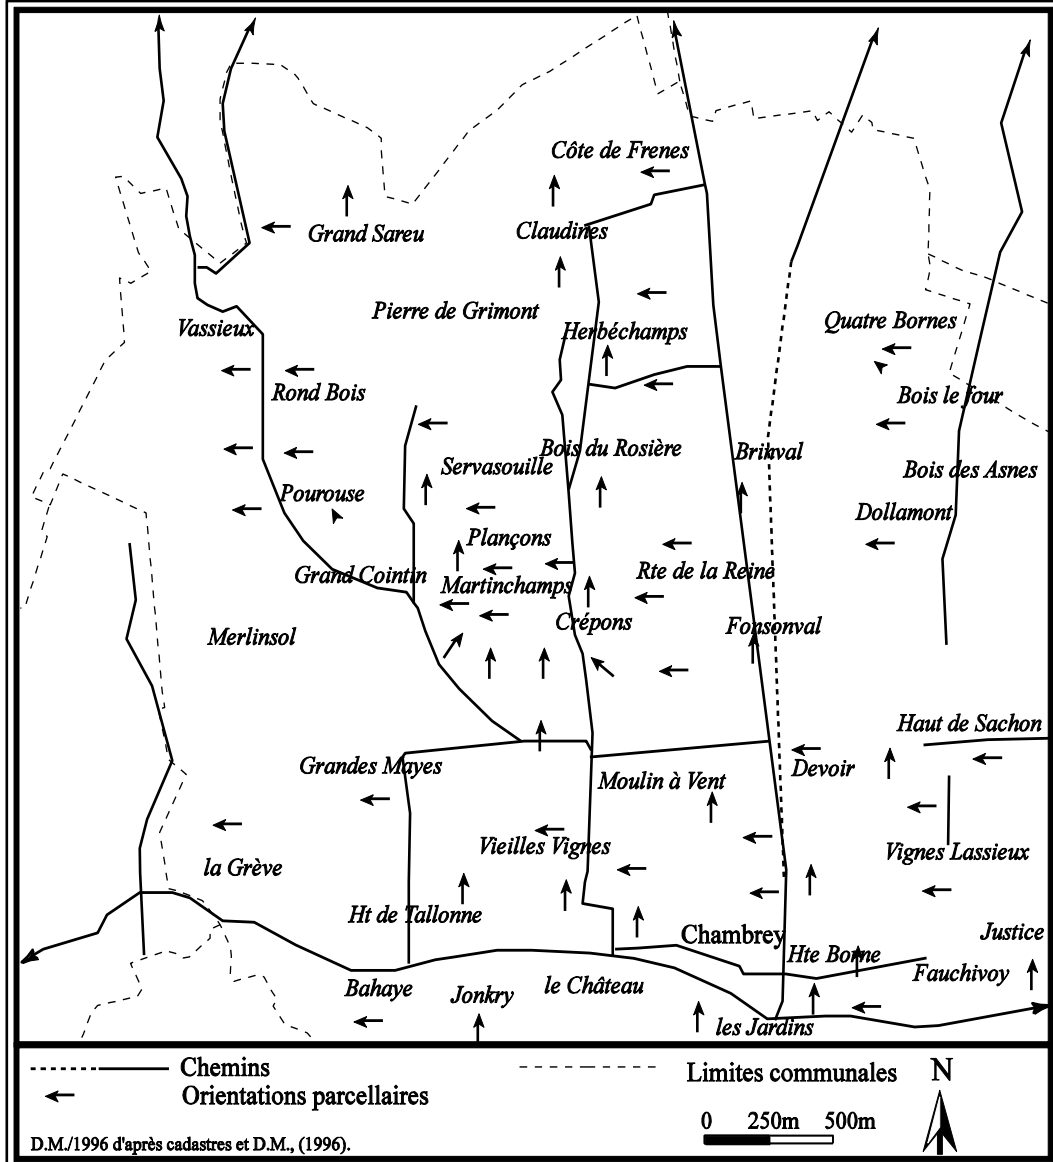 Côte de Frenes
Grand Sareu
Claudines
Pierre de Grimont
Vassieux
Herbéchamps
Quatre Bornes
Rond Bois
Bois le four
Bois du Rosière
Brinval
Servasouille
Bois des Asnes
Pourouse
Dollamont
Plançons
Grand Cointin
Martinchamps
Rte de la Reine
Crépons
Fonsonval
Merlinsol
Haut de Sachon
Grandes Mayes
Devoir
Moulin à Vent
Vieilles Vignes
Vignes Lassieux
la Grève
Ht de Tallonne
Chambrey
Justice
Hte Borne
Fauchivoy
Bahaye
Jonkry
le Château
les Jardins
Chemins
Limites communales
N
Orientations parcellaires
0 250m 500m
D.M./1996 d'après cadastres et D.M., (1996).